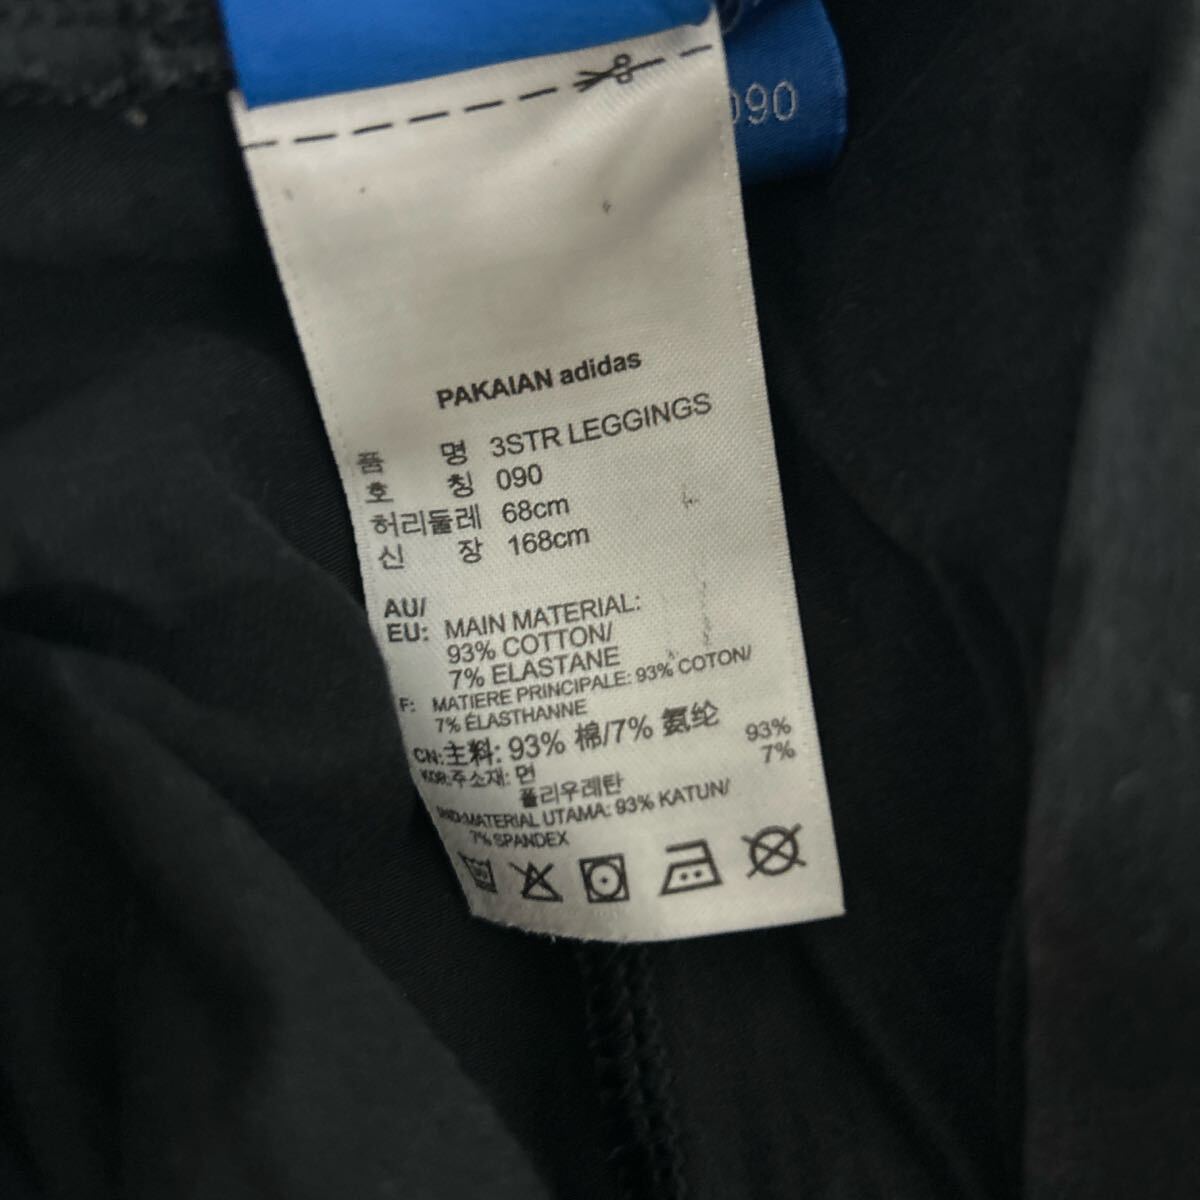 090
PAKAIAN adidas
품 명 3STR LEGGINGS
호 칭 090
허리둘레 68cm
신 장 168cm
AU/
EU: MAIN MATERIAL:
93% COTTON/
7% ELASTANE
F: MATIERE PRINCIPALE: 93% COTON/
7% ÉLASTHANNE
CN:主料: 93% 棉/7% 氨纶
KOR:주소재: 면 93%
폴리우레탄 7%
IND:MATERIAL UTAMA: 93% KATUN/
7% SPANDEX